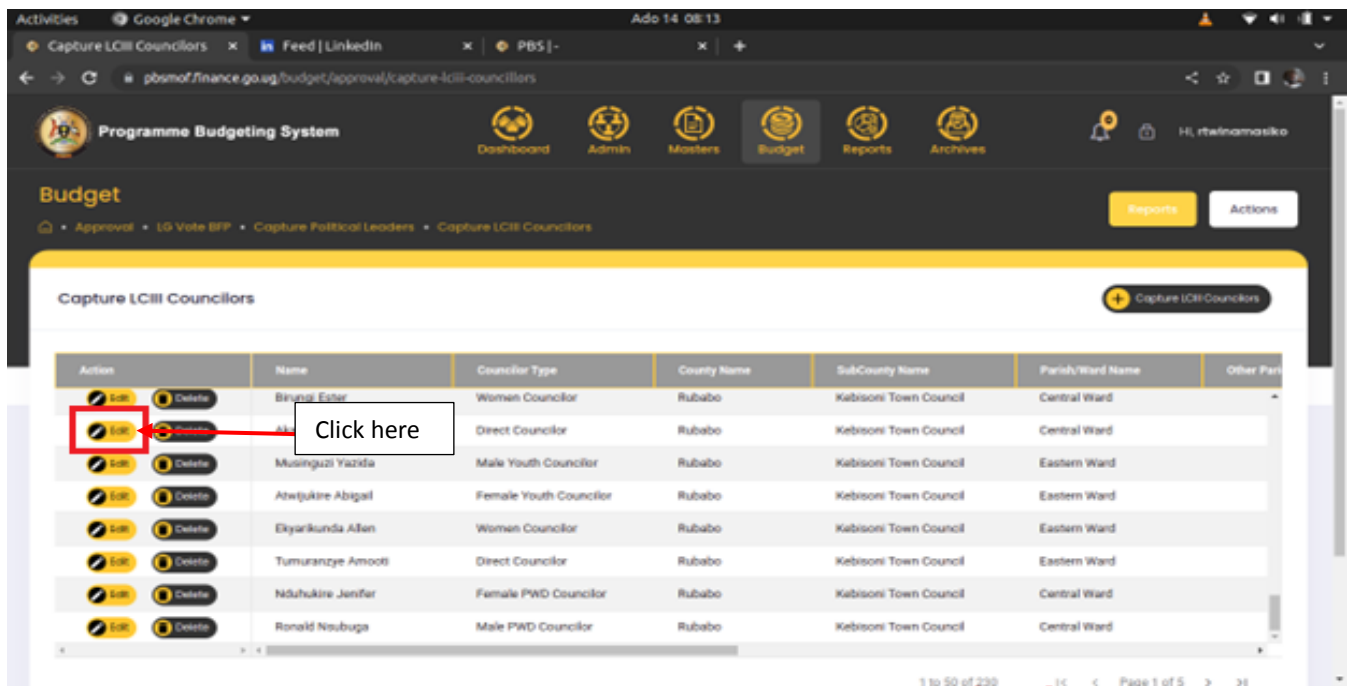 Activities Google Chrome Ado 14 08:13
Capture LCIII Councilors × in Feed | LinkedIn × PBS | - × +
pbsmof.finance.go.ug/budget/approval/capture-lciii-councillors
Programme Budgeting System Dashboard Admin Masters Budget Reports Archives 0 Hi, rtwinamasiko
Budget Reports Actions
Approval • LG Vote BFP • Capture Political Leaders • Capture LCIII Councilors
Capture LCIII Councilors + Capture LCIII Councilors
Action Name Councilor Type County Name SubCounty Name Parish/Ward Name Other Pari
Edit Delete Birungi Ester Women Councilor Rubabo Kebisoni Town Council Central Ward
Edit Delete Click here Direct Councilor Rubabo Kebisoni Town Council Central Ward
Edit Delete Musinguzi Yazida Male Youth Councilor Rubabo Kebisoni Town Council Eastern Ward
Edit Delete Atwijukire Abigail Female Youth Councilor Rubabo Kebisoni Town Council Eastern Ward
Edit Delete Ekyarikunda Allen Women Councilor Rubabo Kebisoni Town Council Eastern Ward
Edit Delete Tumuranzye Amooti Direct Councilor Rubabo Kebisoni Town Council Eastern Ward
Edit Delete Nduhukire Jenifer Female PWD Councilor Rubabo Kebisoni Town Council Central Ward
Edit Delete Ronald Nsubuga Male PWD Councilor Rubabo Kebisoni Town Council Central Ward
1 to 50 of 230 Page 1 of 5